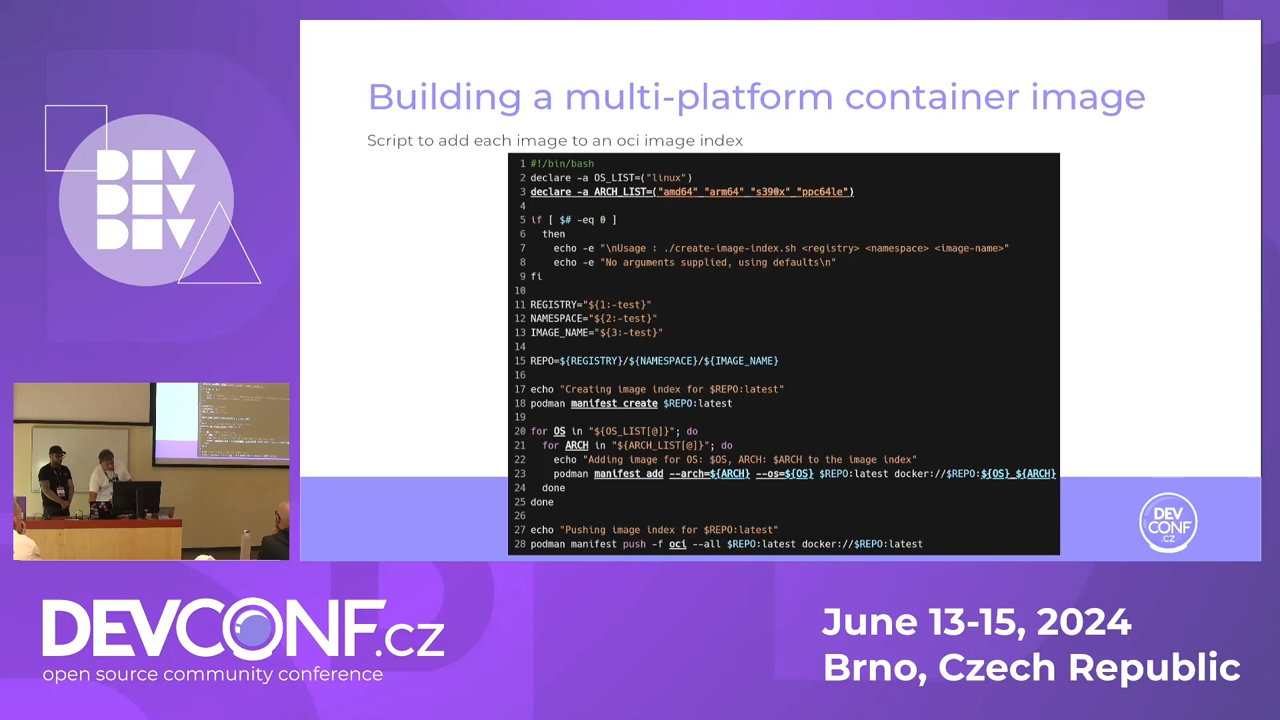 DEV
DEV
DEV
Building a multi-platform container image
Script to add each image to an oci image index
1 #!/bin/bash
2 declare -a OS_LIST=("linux")
3 declare -a ARCH_LIST=("amd64" "arm64" "s390x" "ppc64le")
4
5 if [ $# -eq 0 ]
6 then
7 echo -e "\nUsage : ./create-image-index.sh <registry> <namespace> <image-name>"
8 echo -e "No arguments supplied, using defaults\n"
9 fi
10
11 REGISTRY="${1:-test}"
12 NAMESPACE="${2:-test}"
13 IMAGE_NAME="${3:-test}"
14
15 REPO=${REGISTRY}/${NAMESPACE}/${IMAGE_NAME}
16
17 echo "Creating image index for $REPO:latest"
18 podman manifest create $REPO:latest
19
20 for OS in "${OS_LIST[@]}"; do
21 for ARCH in "${ARCH_LIST[@]}"; do
22 echo "Adding image for OS: $OS, ARCH: $ARCH to the image index"
23 podman manifest add --arch=${ARCH} --os=${OS} $REPO:latest docker://$REPO:${OS}_${ARCH}
24 done
25 done
26
27 echo "Pushing image index for $REPO:latest"
28 podman manifest push -f oci --all $REPO:latest docker://$REPO:latest
DEV
CONF
.CZ
DEVCONF.cz
open source community conference
June 13-15, 2024
Brno, Czech Republic